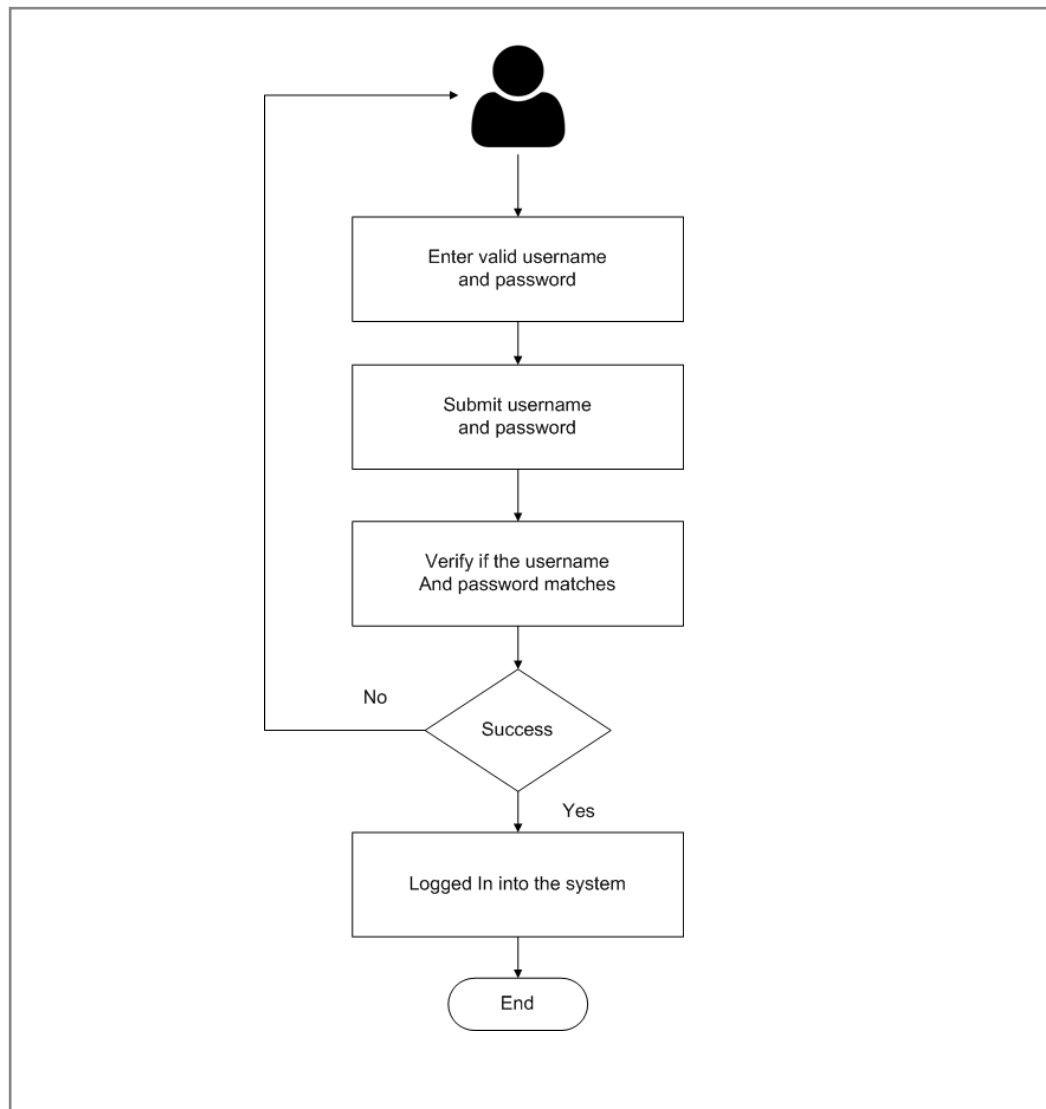 Enter valid username
and password
Submit username
and password
Verify if the username
And password matches
No
Success
Yes
Logged In into the system
End